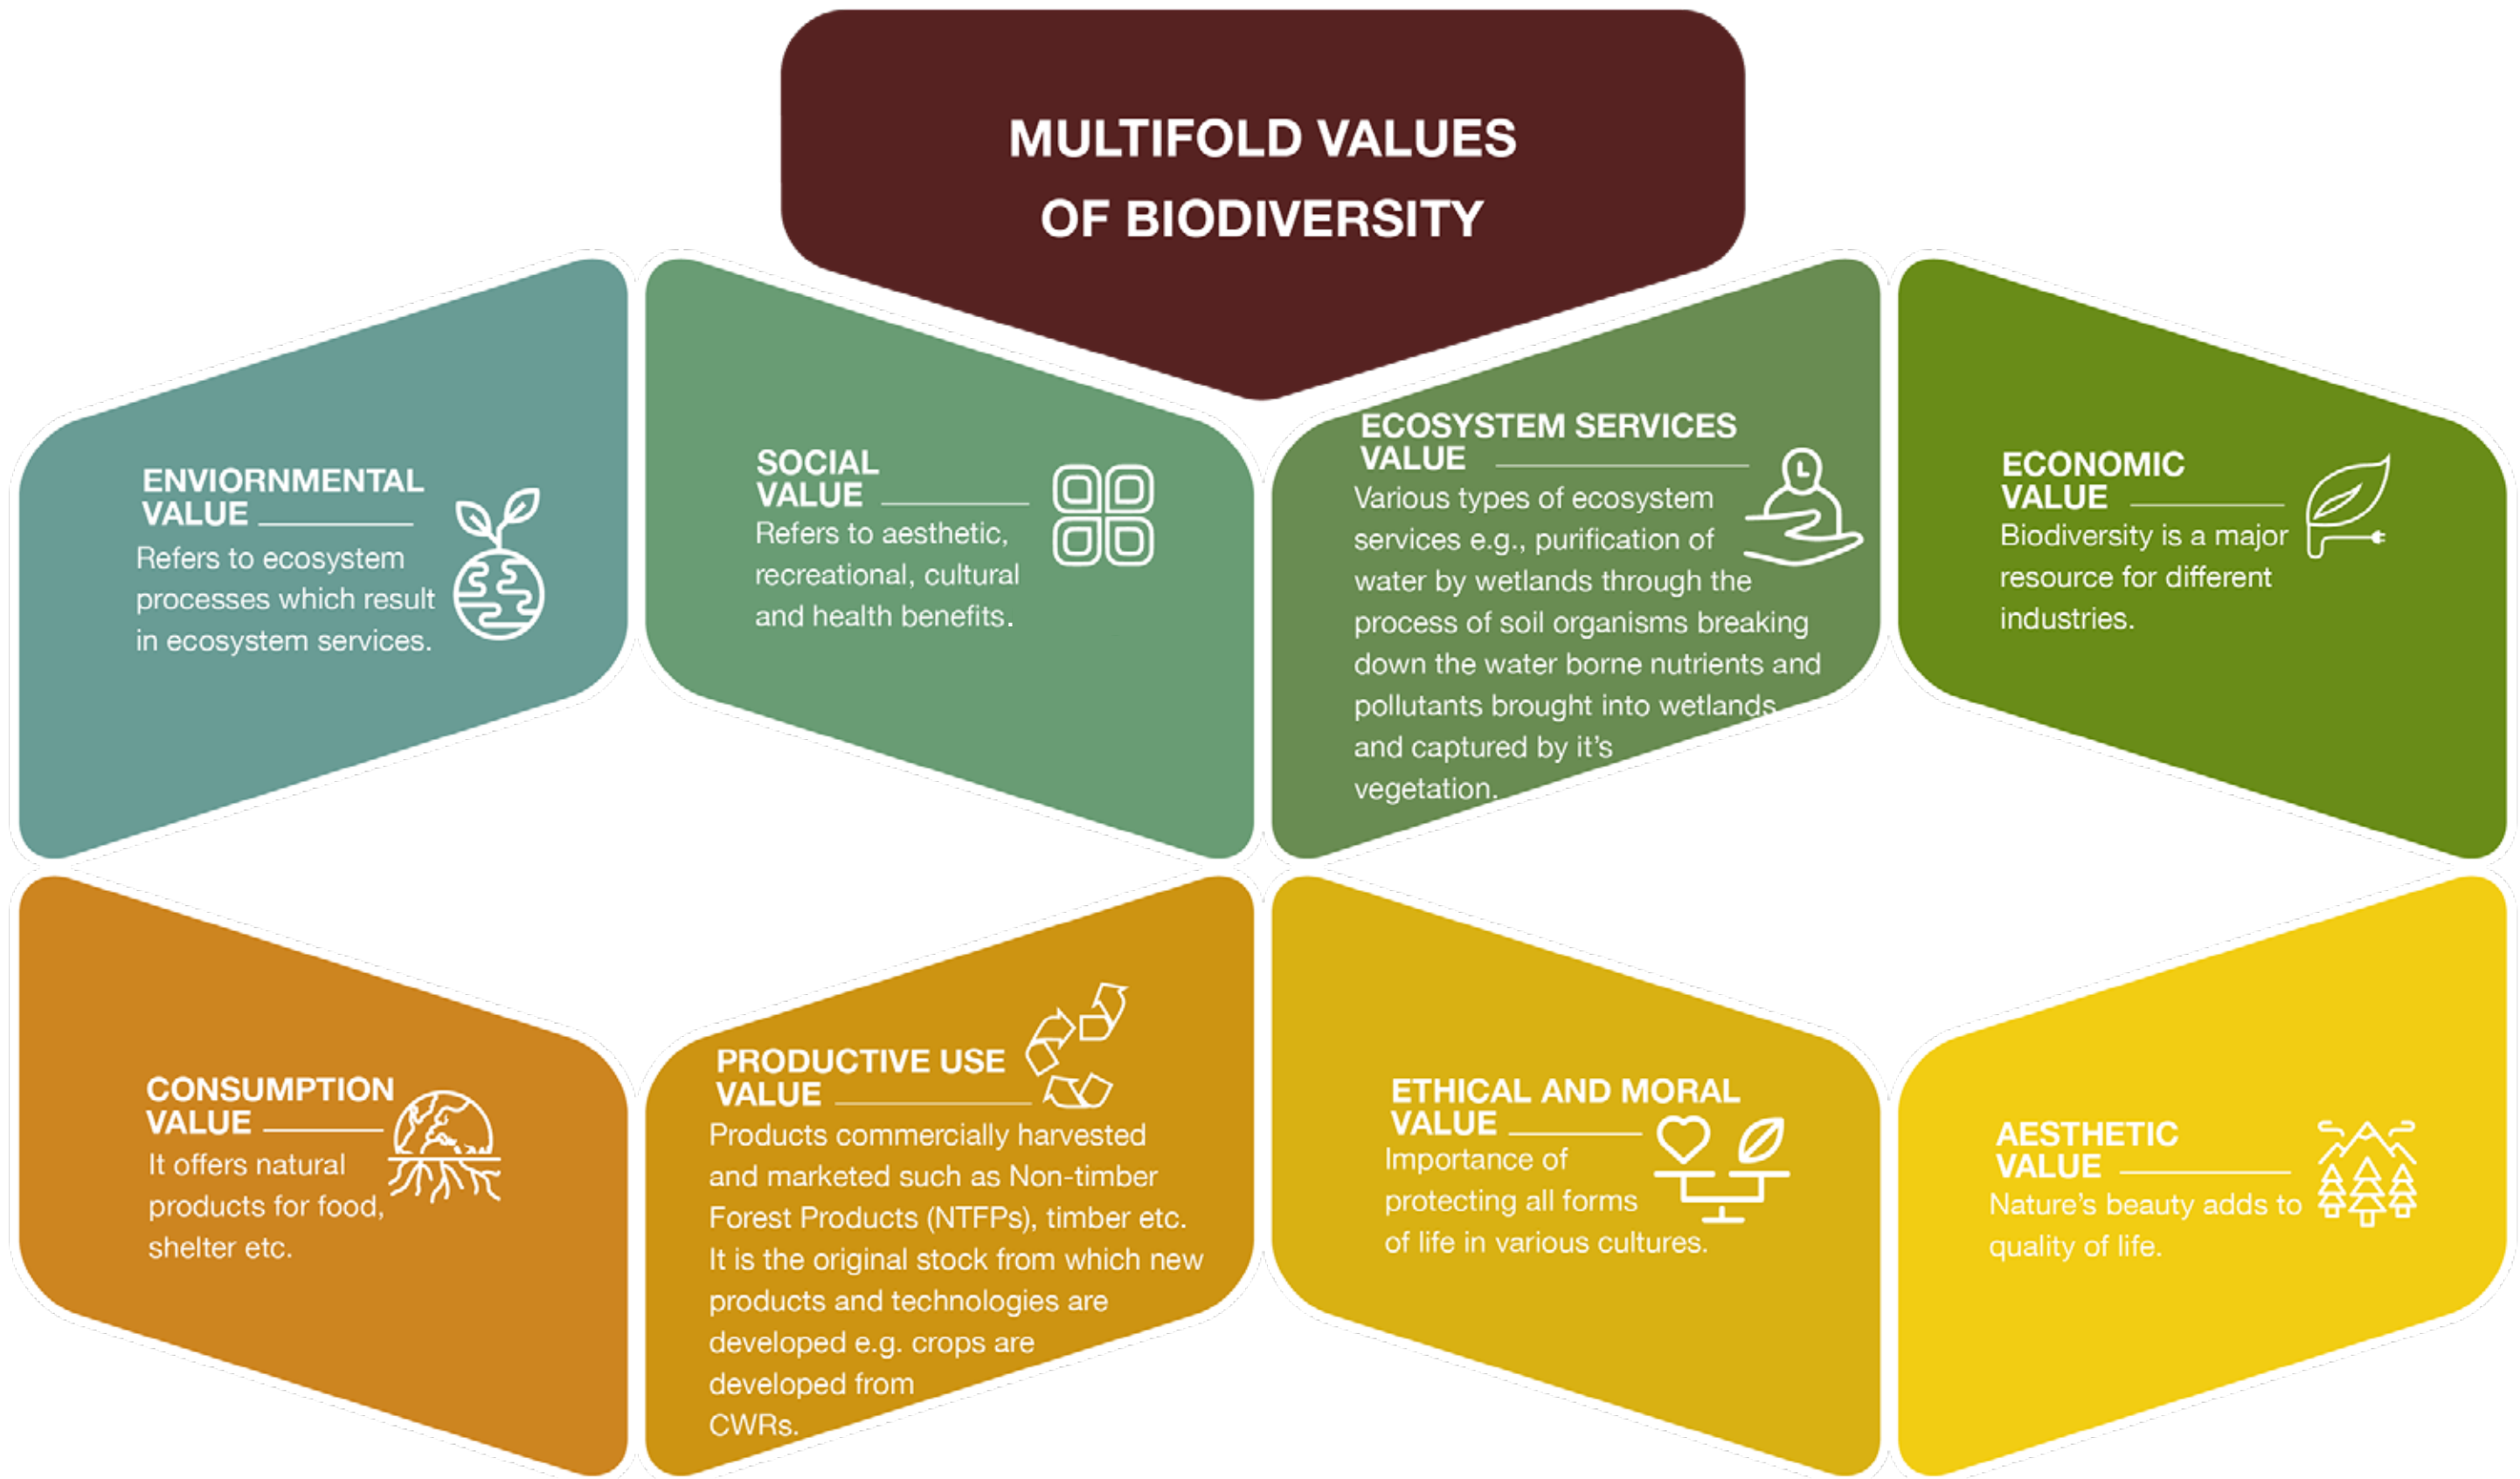 MULTIFOLD VALUES
OF BIODIVERSITY
ENVIORNMENTAL
VALUE
Refers to ecosystem
processes which result
in ecosystem services.
SOCIAL
VALUE
Refers to aesthetic,
recreational, cultural
and health benefits.
ECOSYSTEM SERVICES
VALUE
Various types of ecosystem
services e.g., purification of
water by wetlands through the
process of soil organisms breaking
down the water borne nutrients and
pollutants brought into wetlands
and captured by it's
vegetation.
ECONOMIC
VALUE
Biodiversity is a major
resource for different
industries.
CONSUMPTION
VALUE
It offers natural
products for food,
shelter etc.
PRODUCTIVE USE
VALUE
Products commercially harvested
and marketed such as Non-timber
Forest Products (NTFPs), timber etc.
It is the original stock from which new
products and technologies are
developed e.g. crops are
developed from
CWRs.
ETHICAL AND MORAL
VALUE
Importance of
protecting all forms
of life in various cultures.
AESTHETIC
VALUE
Nature's beauty adds to
quality of life.